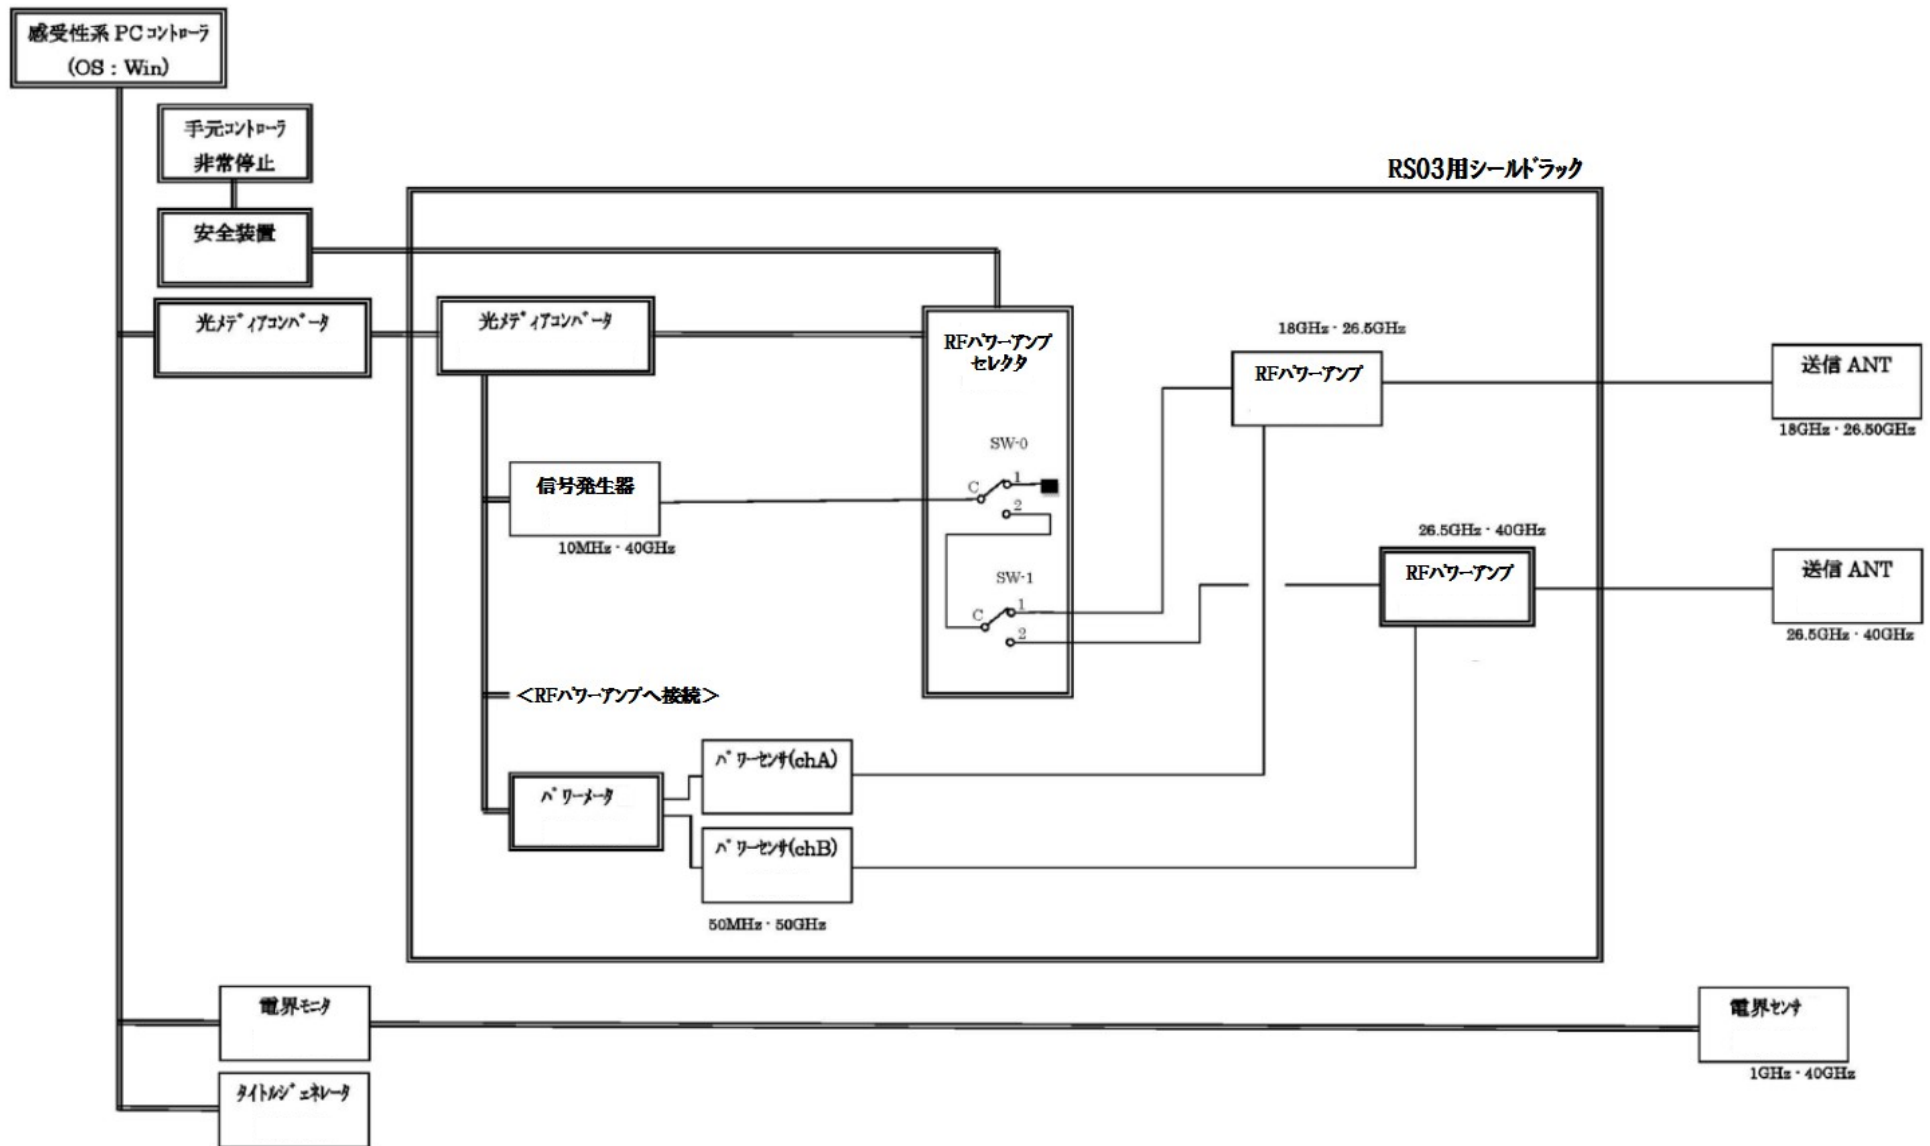 感受性系 PC ｺﾝﾄﾛｰﾗ
(OS : Win)
手元ｺﾝﾄﾛｰﾗ
非常停止
RS03用シールドラック
安全装置
光ﾒﾃﾞｨｱｺﾝﾊﾞｰﾀ
光ﾒﾃﾞｨｱｺﾝﾊﾞｰﾀ
RFパワーアンプ
セレクタ
18GHz - 26.5GHz
RFパワーアンプ
送信 ANT
18GHz - 26.50GHz
SW-0
C
1
2
信号発生器
10MHz - 40GHz
26.5GHz - 40GHz
RFパワーアンプ
送信 ANT
26.5GHz - 40GHz
SW-1
C
1
2
＜RFパワーアンプへ接続＞
ﾊﾟﾜｰｾﾝｻ(chA)
ﾊﾟﾜｰﾒｰﾀ
ﾊﾟﾜｰｾﾝｻ(chB)
50MHz - 50GHz
電界ﾓﾆﾀ
電界ｾﾝｻ
1GHz - 40GHz
ﾀｲﾄﾙｼﾞｪﾈﾚｰﾀ